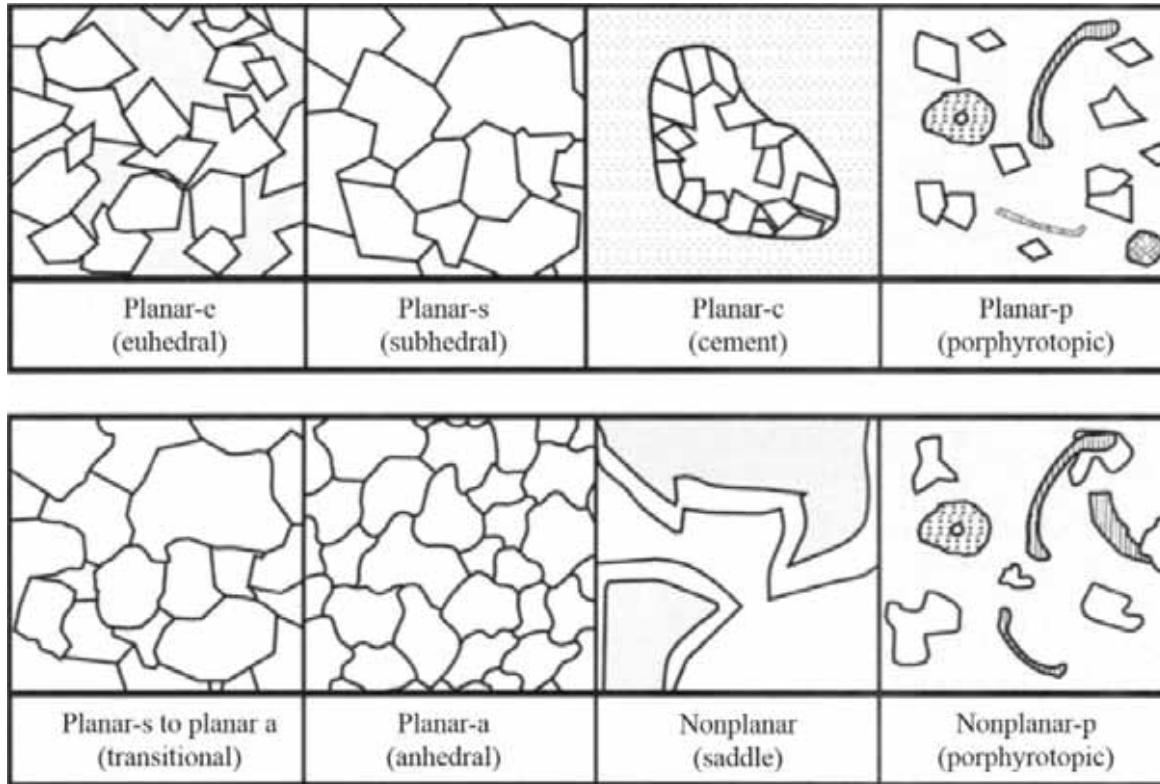 Planar-e
(euhedral)
Planar-s
(subhedral)
Planar-c
(cement)
Planar-p
(porphyrotopic)
Planar-s to planar a
(transitional)
Planar-a
(anhedral)
Nonplanar
(saddle)
Nonplanar-p
(porphyrotopic)